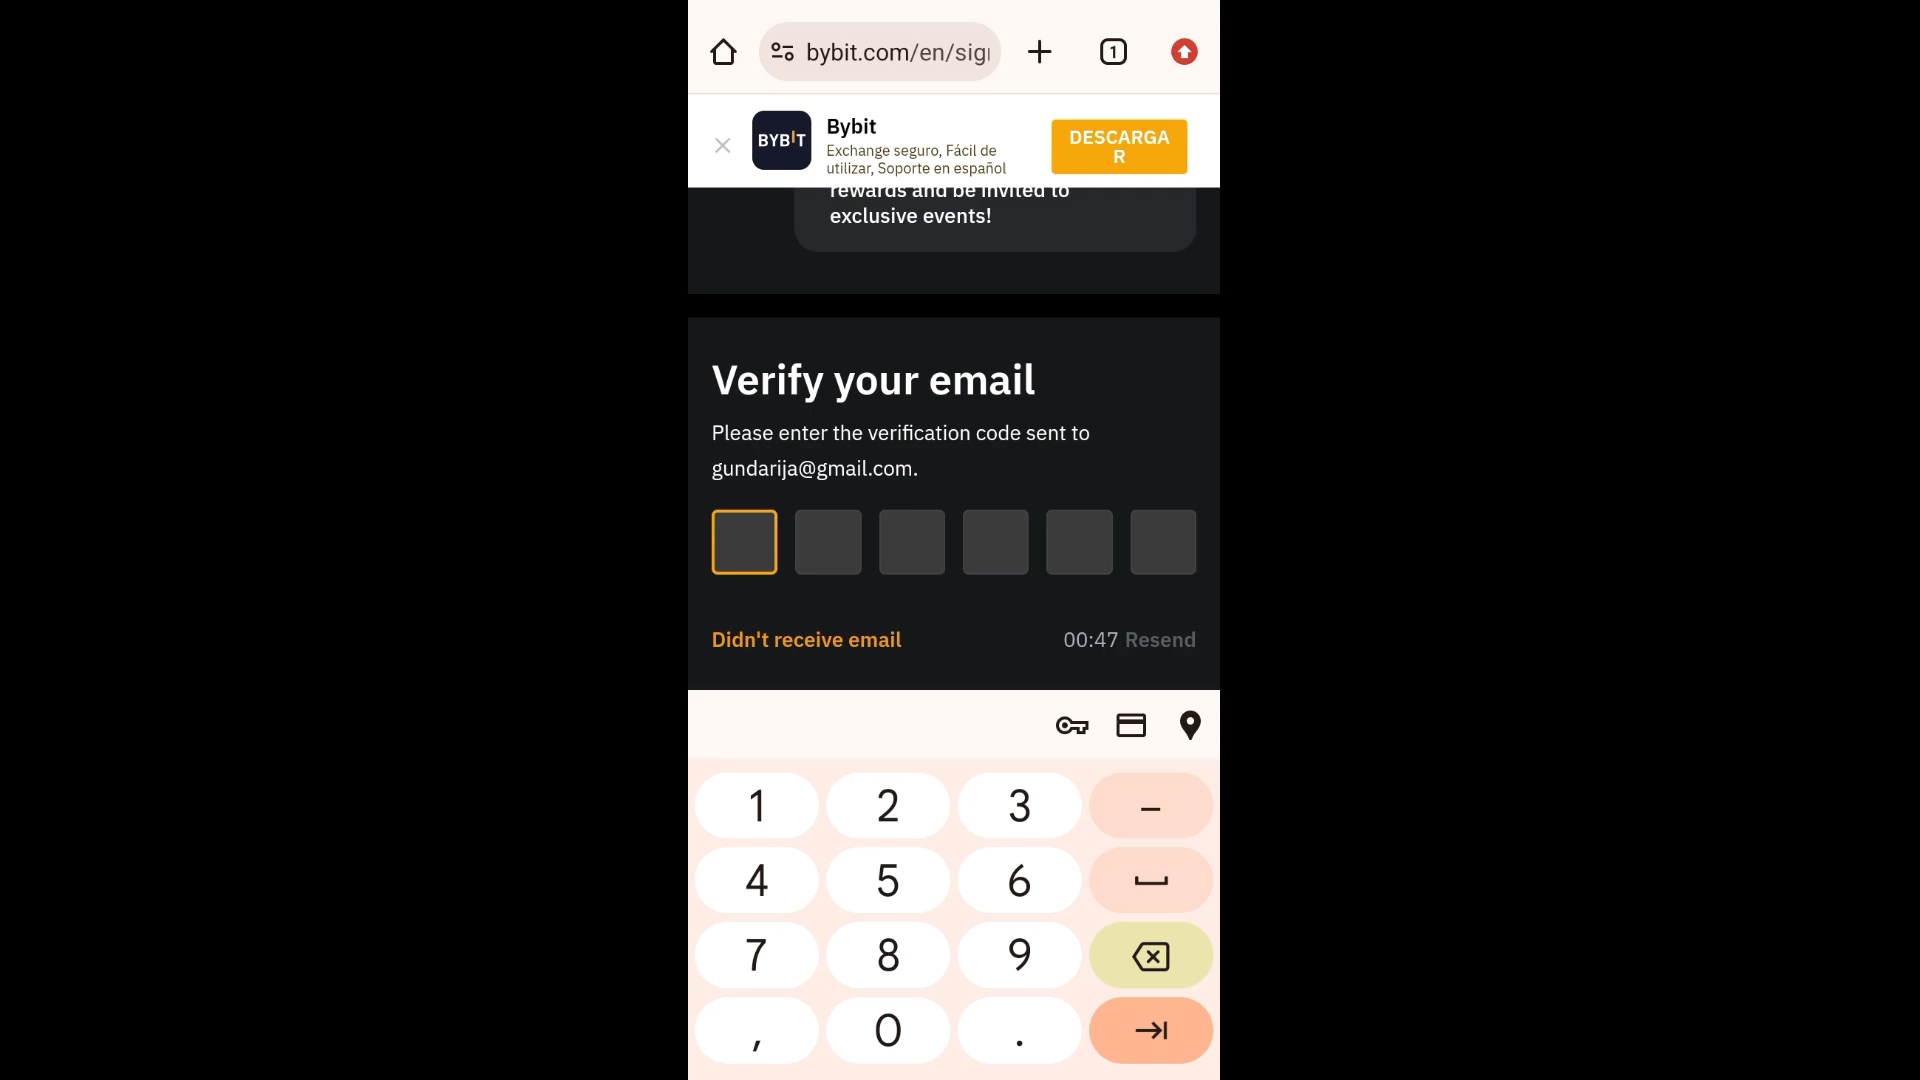 bybit.com/en/sig
1
BYBIT
Bybit
Exchange seguro, Fácil de
utilizar, Soporte en español
DESCARGA
R
rewards and be invited to
exclusive events!
Verify your email
Please enter the verification code sent to
gundarija@gmail.com.
Didn't receive email
00:47 Resend
1 2 3 –
4 5 6
7 8 9
, 0 .